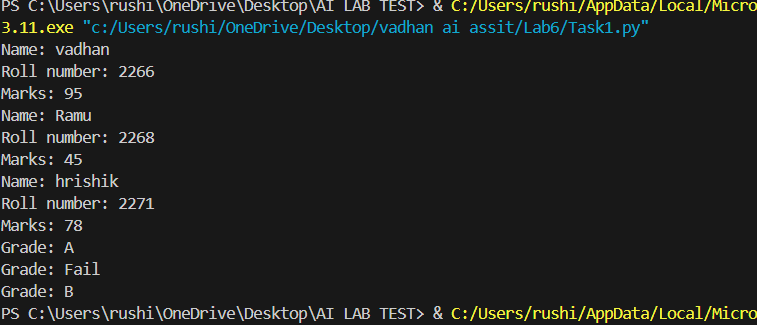 PS C:\Users\rushi\OneDrive\Desktop\AI LAB TEST> & C:/Users/rushi/AppData/Local/Micro
3.11.exe "c:/Users/rushi/OneDrive/Desktop/vadhan ai assit/Lab6/Task1.py"
Name: vadhan
Roll number: 2266
Marks: 95
Name: Ramu
Roll number: 2268
Marks: 45
Name: hrishik
Roll number: 2271
Marks: 78
Grade: A
Grade: Fail
Grade: B
PS C:\Users\rushi\OneDrive\Desktop\AI LAB TEST> & C:/Users/rushi/AppData/Local/Micro